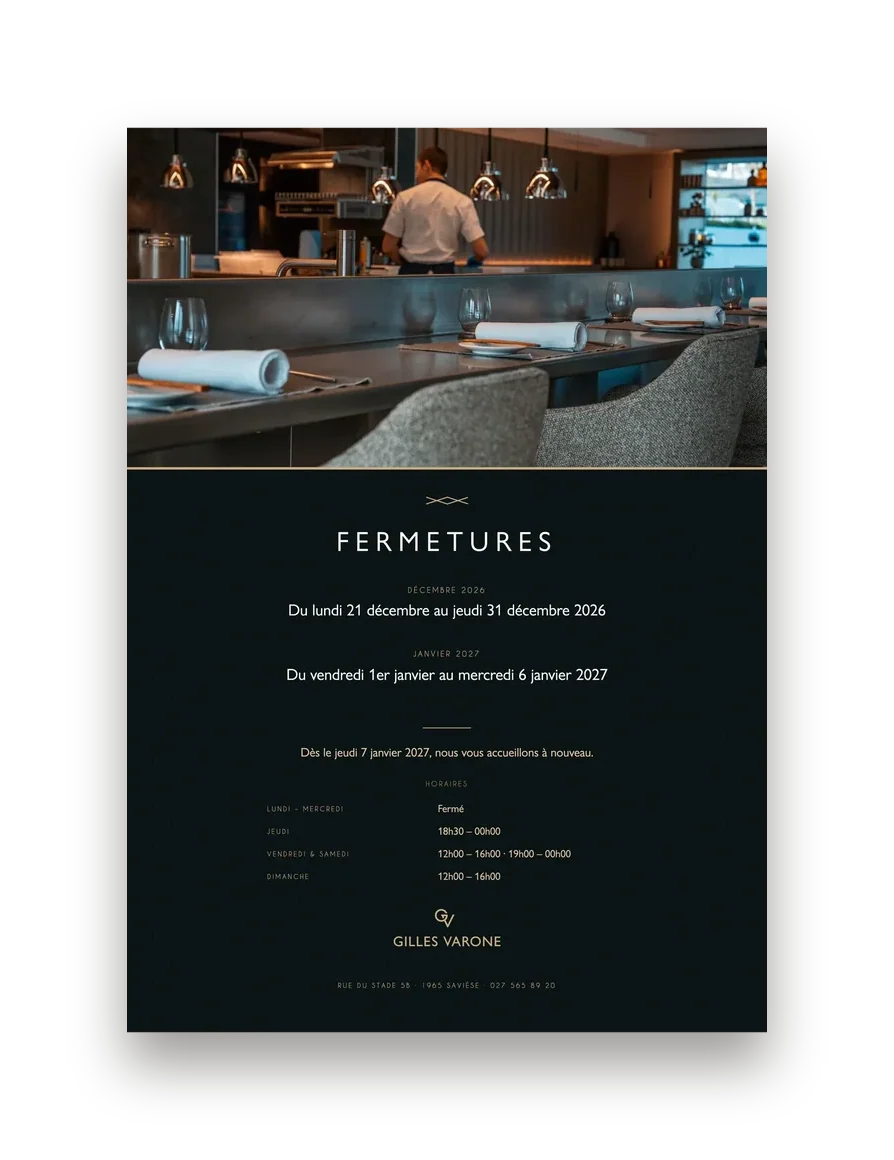 FERMETURES
DÉCEMBRE 2026
Du lundi 21 décembre au jeudi 31 décembre 2026
JANVIER 2027
Du vendredi 1er janvier au mercredi 6 janvier 2027
Dès le jeudi 7 janvier 2027, nous vous accueillons à nouveau.
HORAIRES
LUNDI – MERCREDI Fermé
JEUDI 18h30 – 00h00
VENDREDI & SAMEDI 12h00 – 16h00 · 19h00 – 00h00
DIMANCHE 12h00 – 16h00
GV
GILLES VARONE
RUE DU STADE 5B · 1965 SAVIÈSE · 027 565 89 20